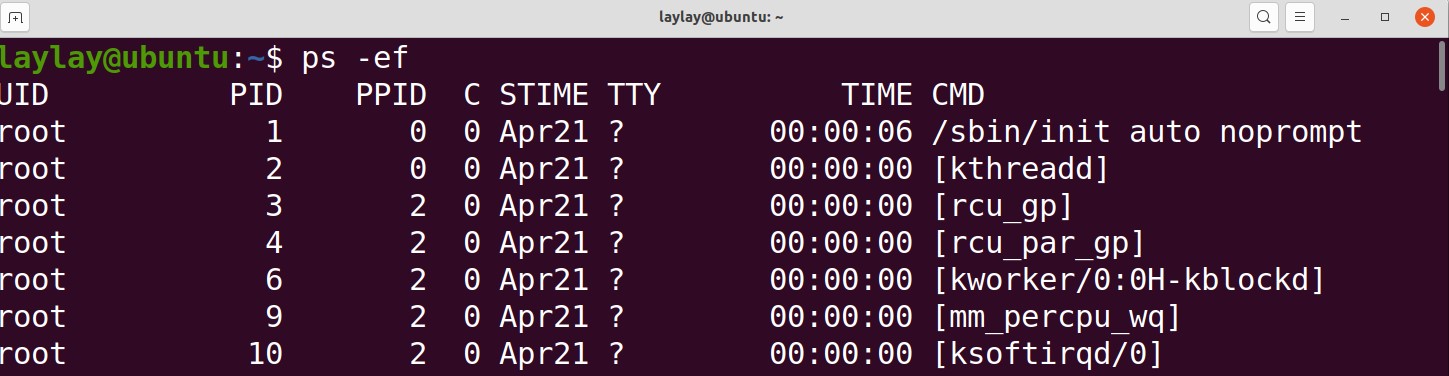 laylay@ubuntu: ~
laylay@ubuntu:~$ ps -ef
UID          PID    PPID  C STIME TTY          TIME CMD
root           1       0  0 Apr21 ?        00:00:06 /sbin/init auto noprompt
root           2       0  0 Apr21 ?        00:00:00 [kthreadd]
root           3       2  0 Apr21 ?        00:00:00 [rcu_gp]
root           4       2  0 Apr21 ?        00:00:00 [rcu_par_gp]
root           6       2  0 Apr21 ?        00:00:00 [kworker/0:0H-kblockd]
root           9       2  0 Apr21 ?        00:00:00 [mm_percpu_wq]
root          10       2  0 Apr21 ?        00:00:00 [ksoftirqd/0]